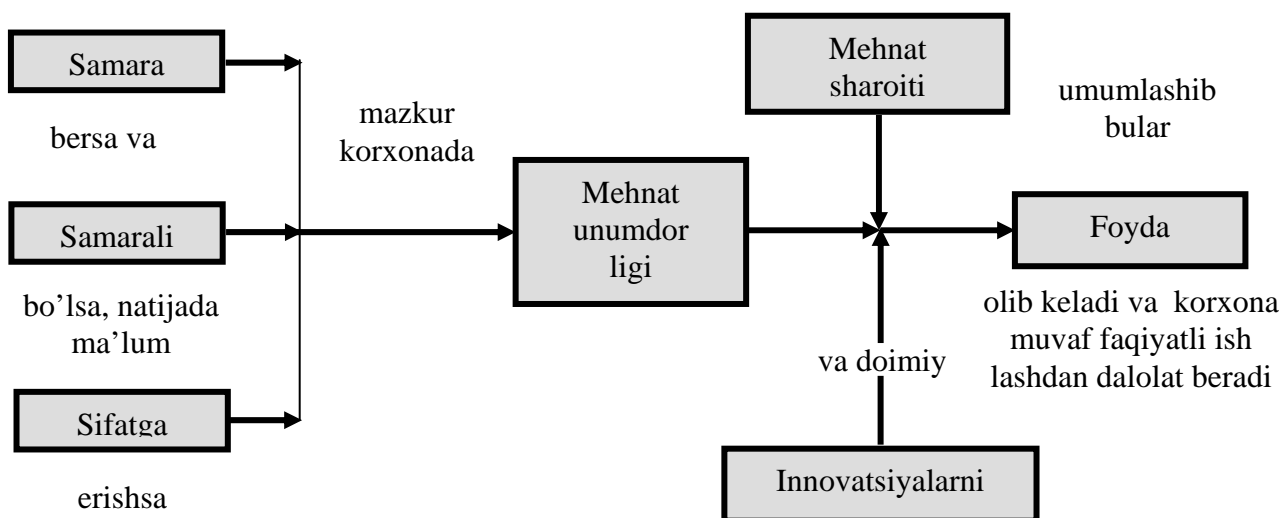 Samara
bersa va
Samarali
bo’lsa, natijada
ma’lum
Sifatga
erishsa
mazkur
korxonada
Mehnat
unumdor
ligi
Mehnat
sharoiti
va doimiy
Innovatsiyalarni
umumlashib
bular
Foyda
olib keladi va korxona
muvaf faqiyatli ish
lashdan dalolat beradi